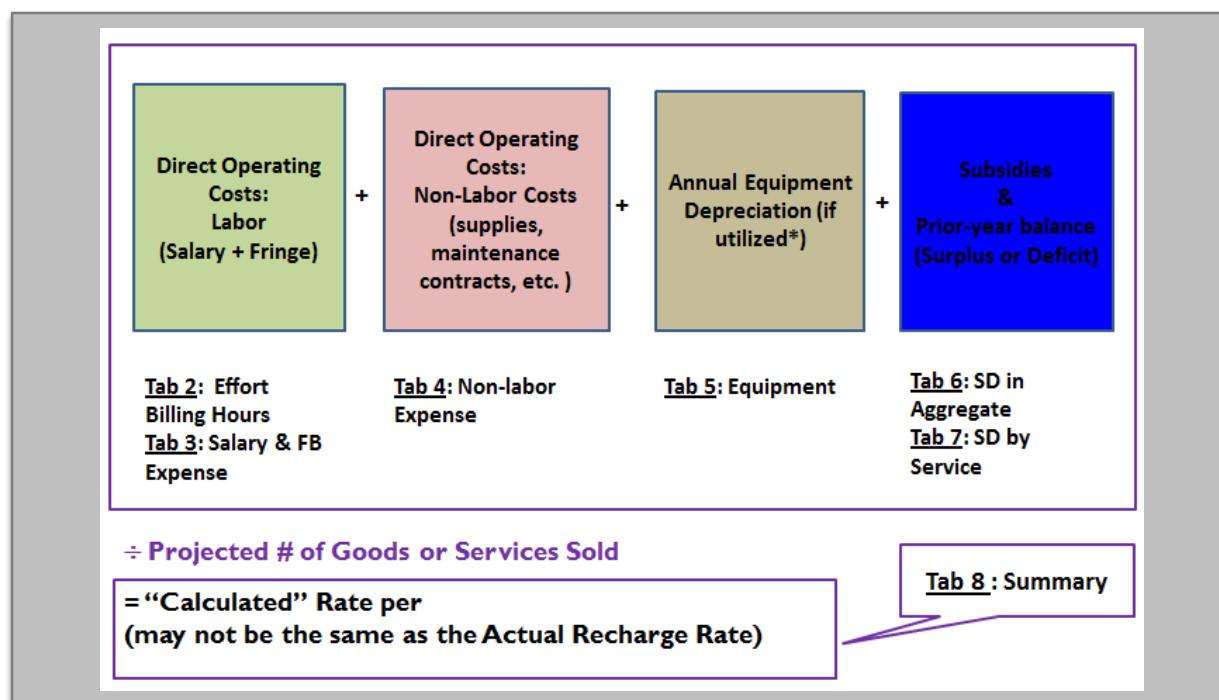 Direct Operating
Costs:
Labor
(Salary + Fringe)
+
Direct Operating
Costs:
Non-Labor Costs
(supplies,
maintenance
contracts, etc. )
+
Annual Equipment
Depreciation (if
utilized*)
+
Subsidies
&
Prior-year balance
(Surplus or Deficit)
Tab 2: Effort
Billing Hours
Tab 3: Salary & FB
Expense
Tab 4: Non-labor
Expense
Tab 5: Equipment
Tab 6: SD in
Aggregate
Tab 7: SD by
Service
÷ Projected # of Goods or Services Sold
= “Calculated” Rate per
(may not be the same as the Actual Recharge Rate)
Tab 8 : Summary